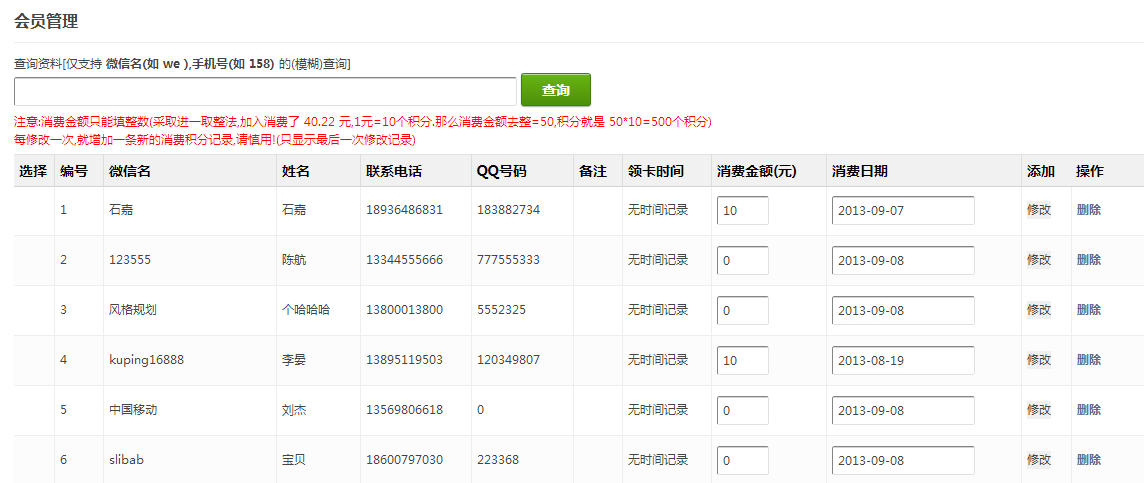 会员管理
查询资料[仅支持 微信名(如 we ),手机号(如 158) 的(模糊)查询]
查询
注意:消费金额只能填整数(采取进一取整法,加入消费了 40.22 元,1元=10个积分.那么消费金额去整=50,积分就是 50*10=500个积分)
每修改一次,就增加一条新的消费积分记录,请慎用!(只显示最后一次修改记录)
选择 编号 微信名 姓名 联系电话 QQ号码 备注 领卡时间 消费金额(元) 消费日期 添加 操作
1 石嘉 石嘉 18936486831 183882734 无时间记录 10 2013-09-07 修改 删除
2 123555 陈航 13344555666 777555333 无时间记录 0 2013-09-08 修改 删除
3 风格规划 个哈哈哈 13800013800 5552325 无时间记录 0 2013-09-08 修改 删除
4 kuping16888 李晏 13895119503 120349807 无时间记录 10 2013-08-19 修改 删除
5 中国移动 刘杰 13569806618 0 无时间记录 0 2013-09-08 修改 删除
6 slibab 宝贝 18600797030 223368 无时间记录 0 2013-09-08 修改 删除